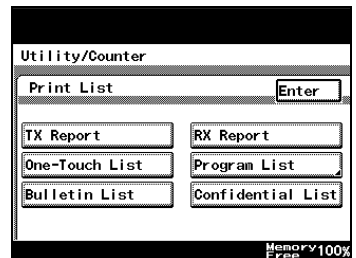 Utility/Counter
Print List
Enter
TX Report
RX Report
One-Touch List
Program List
Bulletin List
Confidential List
Memory Free 100%